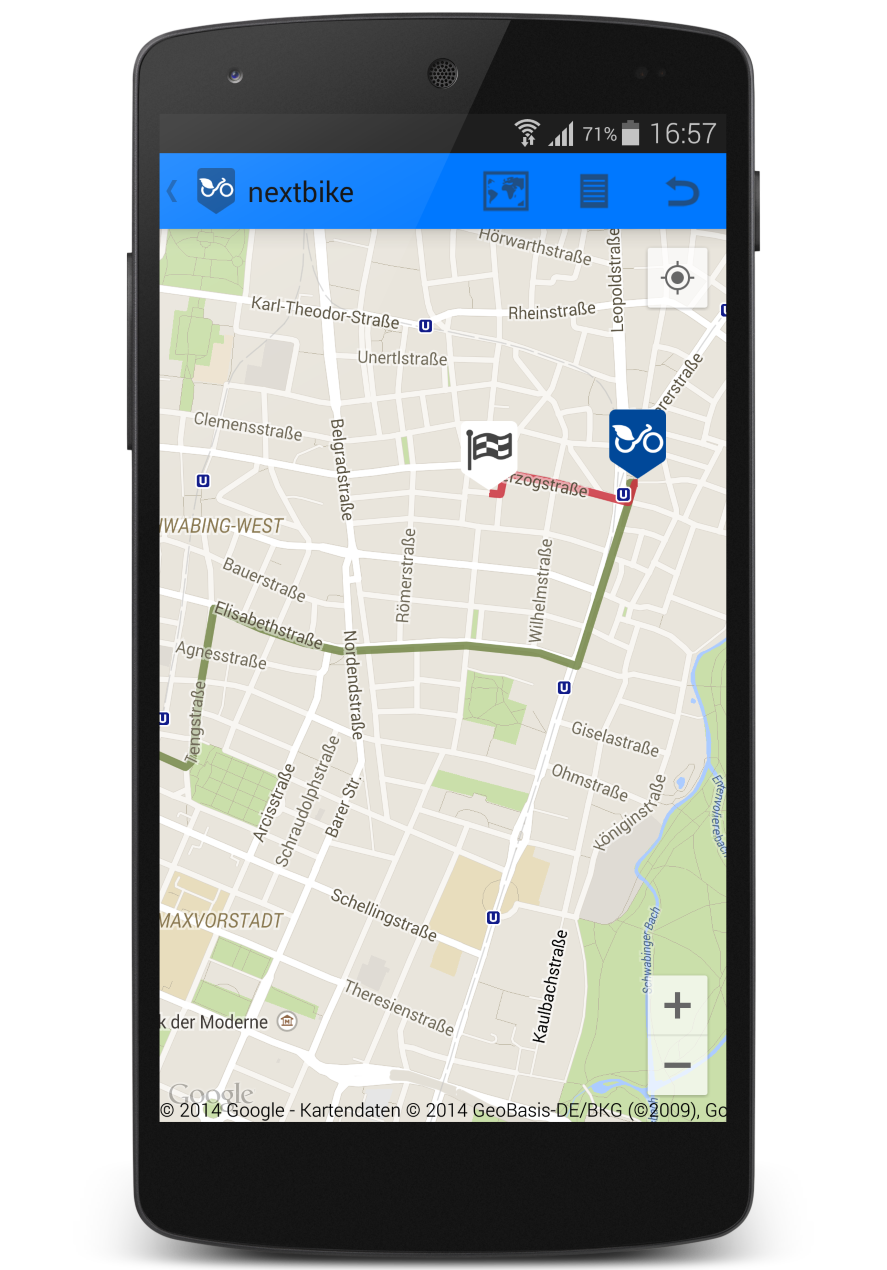 71%
16:57
nextbike
Hörwarthstraße
Leopoldstraße
Karl-Theodor-Straße
Rheinstraße
U
Unertlstraße
Clemensstraße
Belgradstraße
rzogstraße
U
U
WABING-WEST
Bauerstraße
Römerstraße
Wilhelmstraße
Elisabethstraße
Nordendstraße
Agnesstraße
U
Tengstraße
U
Giselastraße
Ohmstraße
Königinstraße
Arcisstraße
Schraudolphstraße
Barer Str.
Entenvolierebach
Schellingstraße
MAXVORSTADT
U
Kaulbachstraße
Schwabinger Bach
Theresienstraße
k der Moderne
+
−
Google
© 2014 Google - Kartendaten © 2014 GeoBasis-DE/BKG (©2009), Go